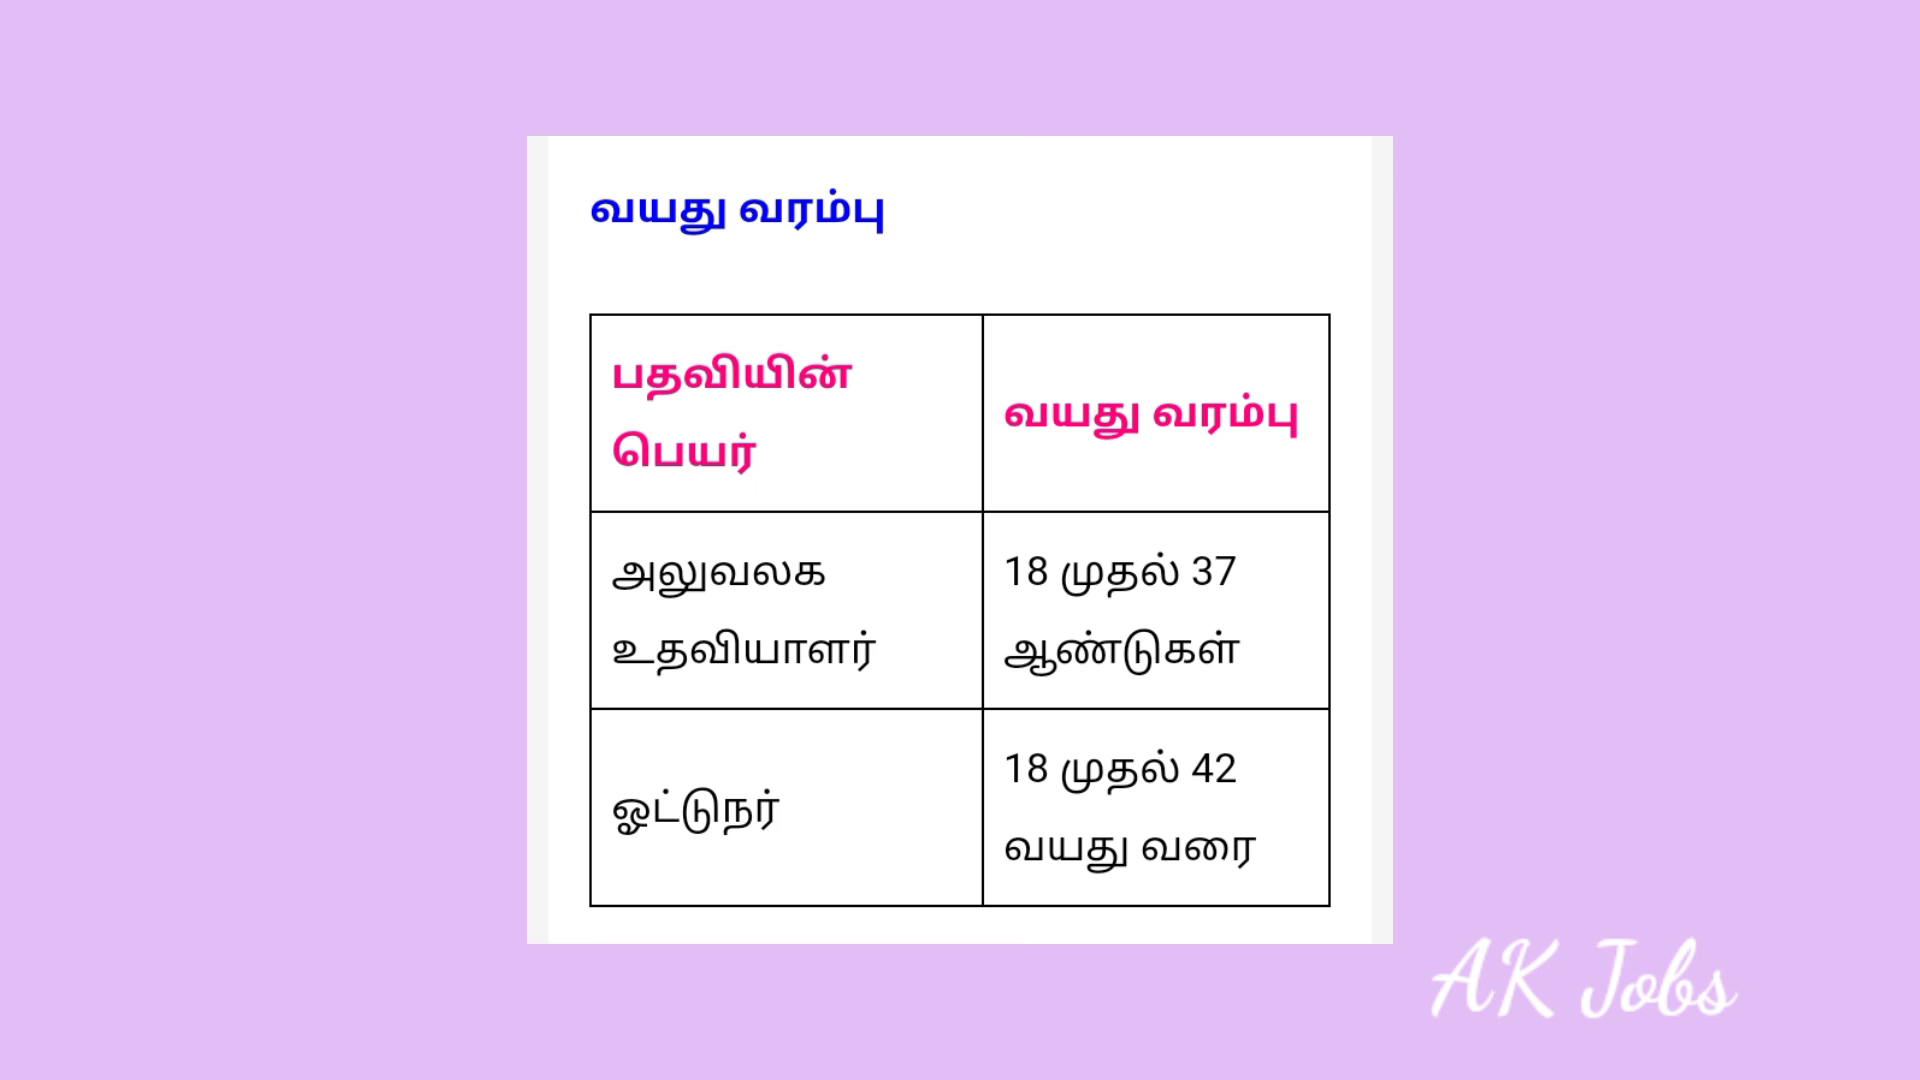 வயது வரம்பு
பதவியின்
பெயர்
வயது வரம்பு
அலுவலக
உதவியாளர்
18 முதல் 37
ஆண்டுகள்
ஓட்டுநர்
18 முதல் 42
வயது வரை
AK Jobs